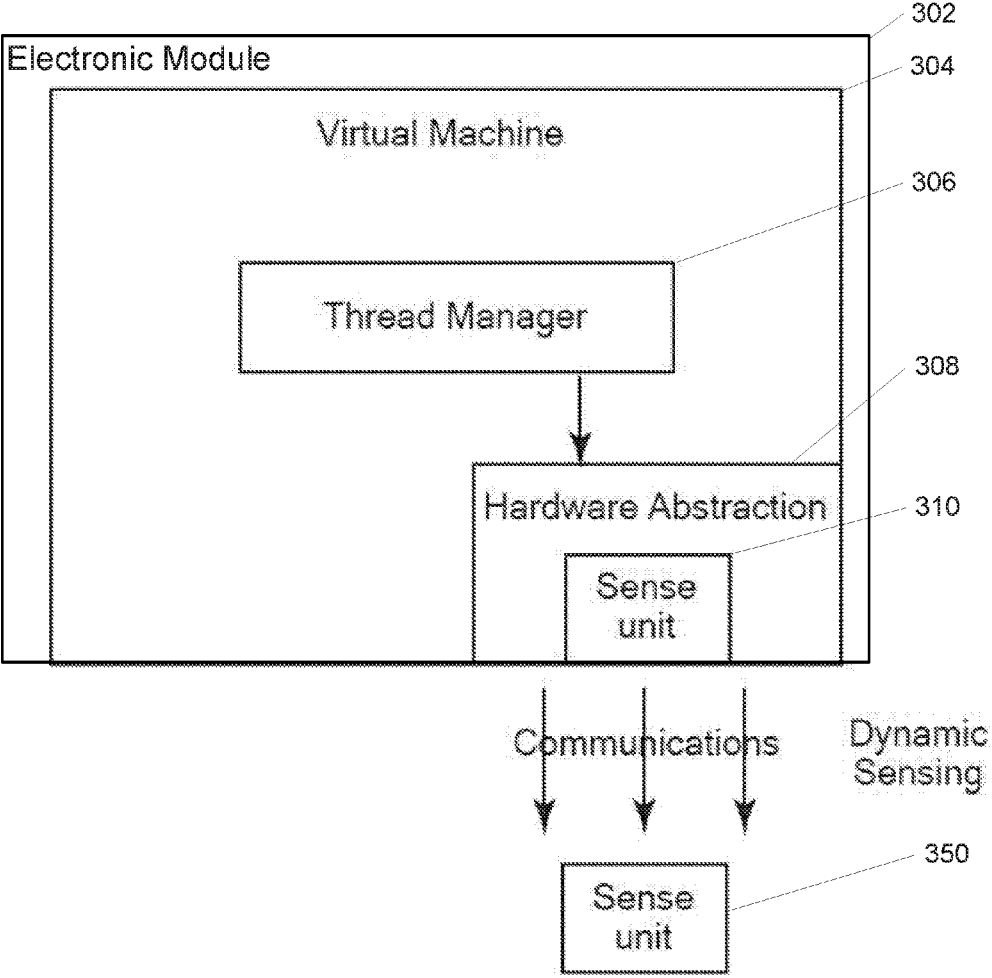 302
Electronic Module
304
Virtual Machine
306
Thread Manager
308
Hardware Abstraction
310
Sense
unit
Communications
Dynamic
Sensing
350
Sense
unit